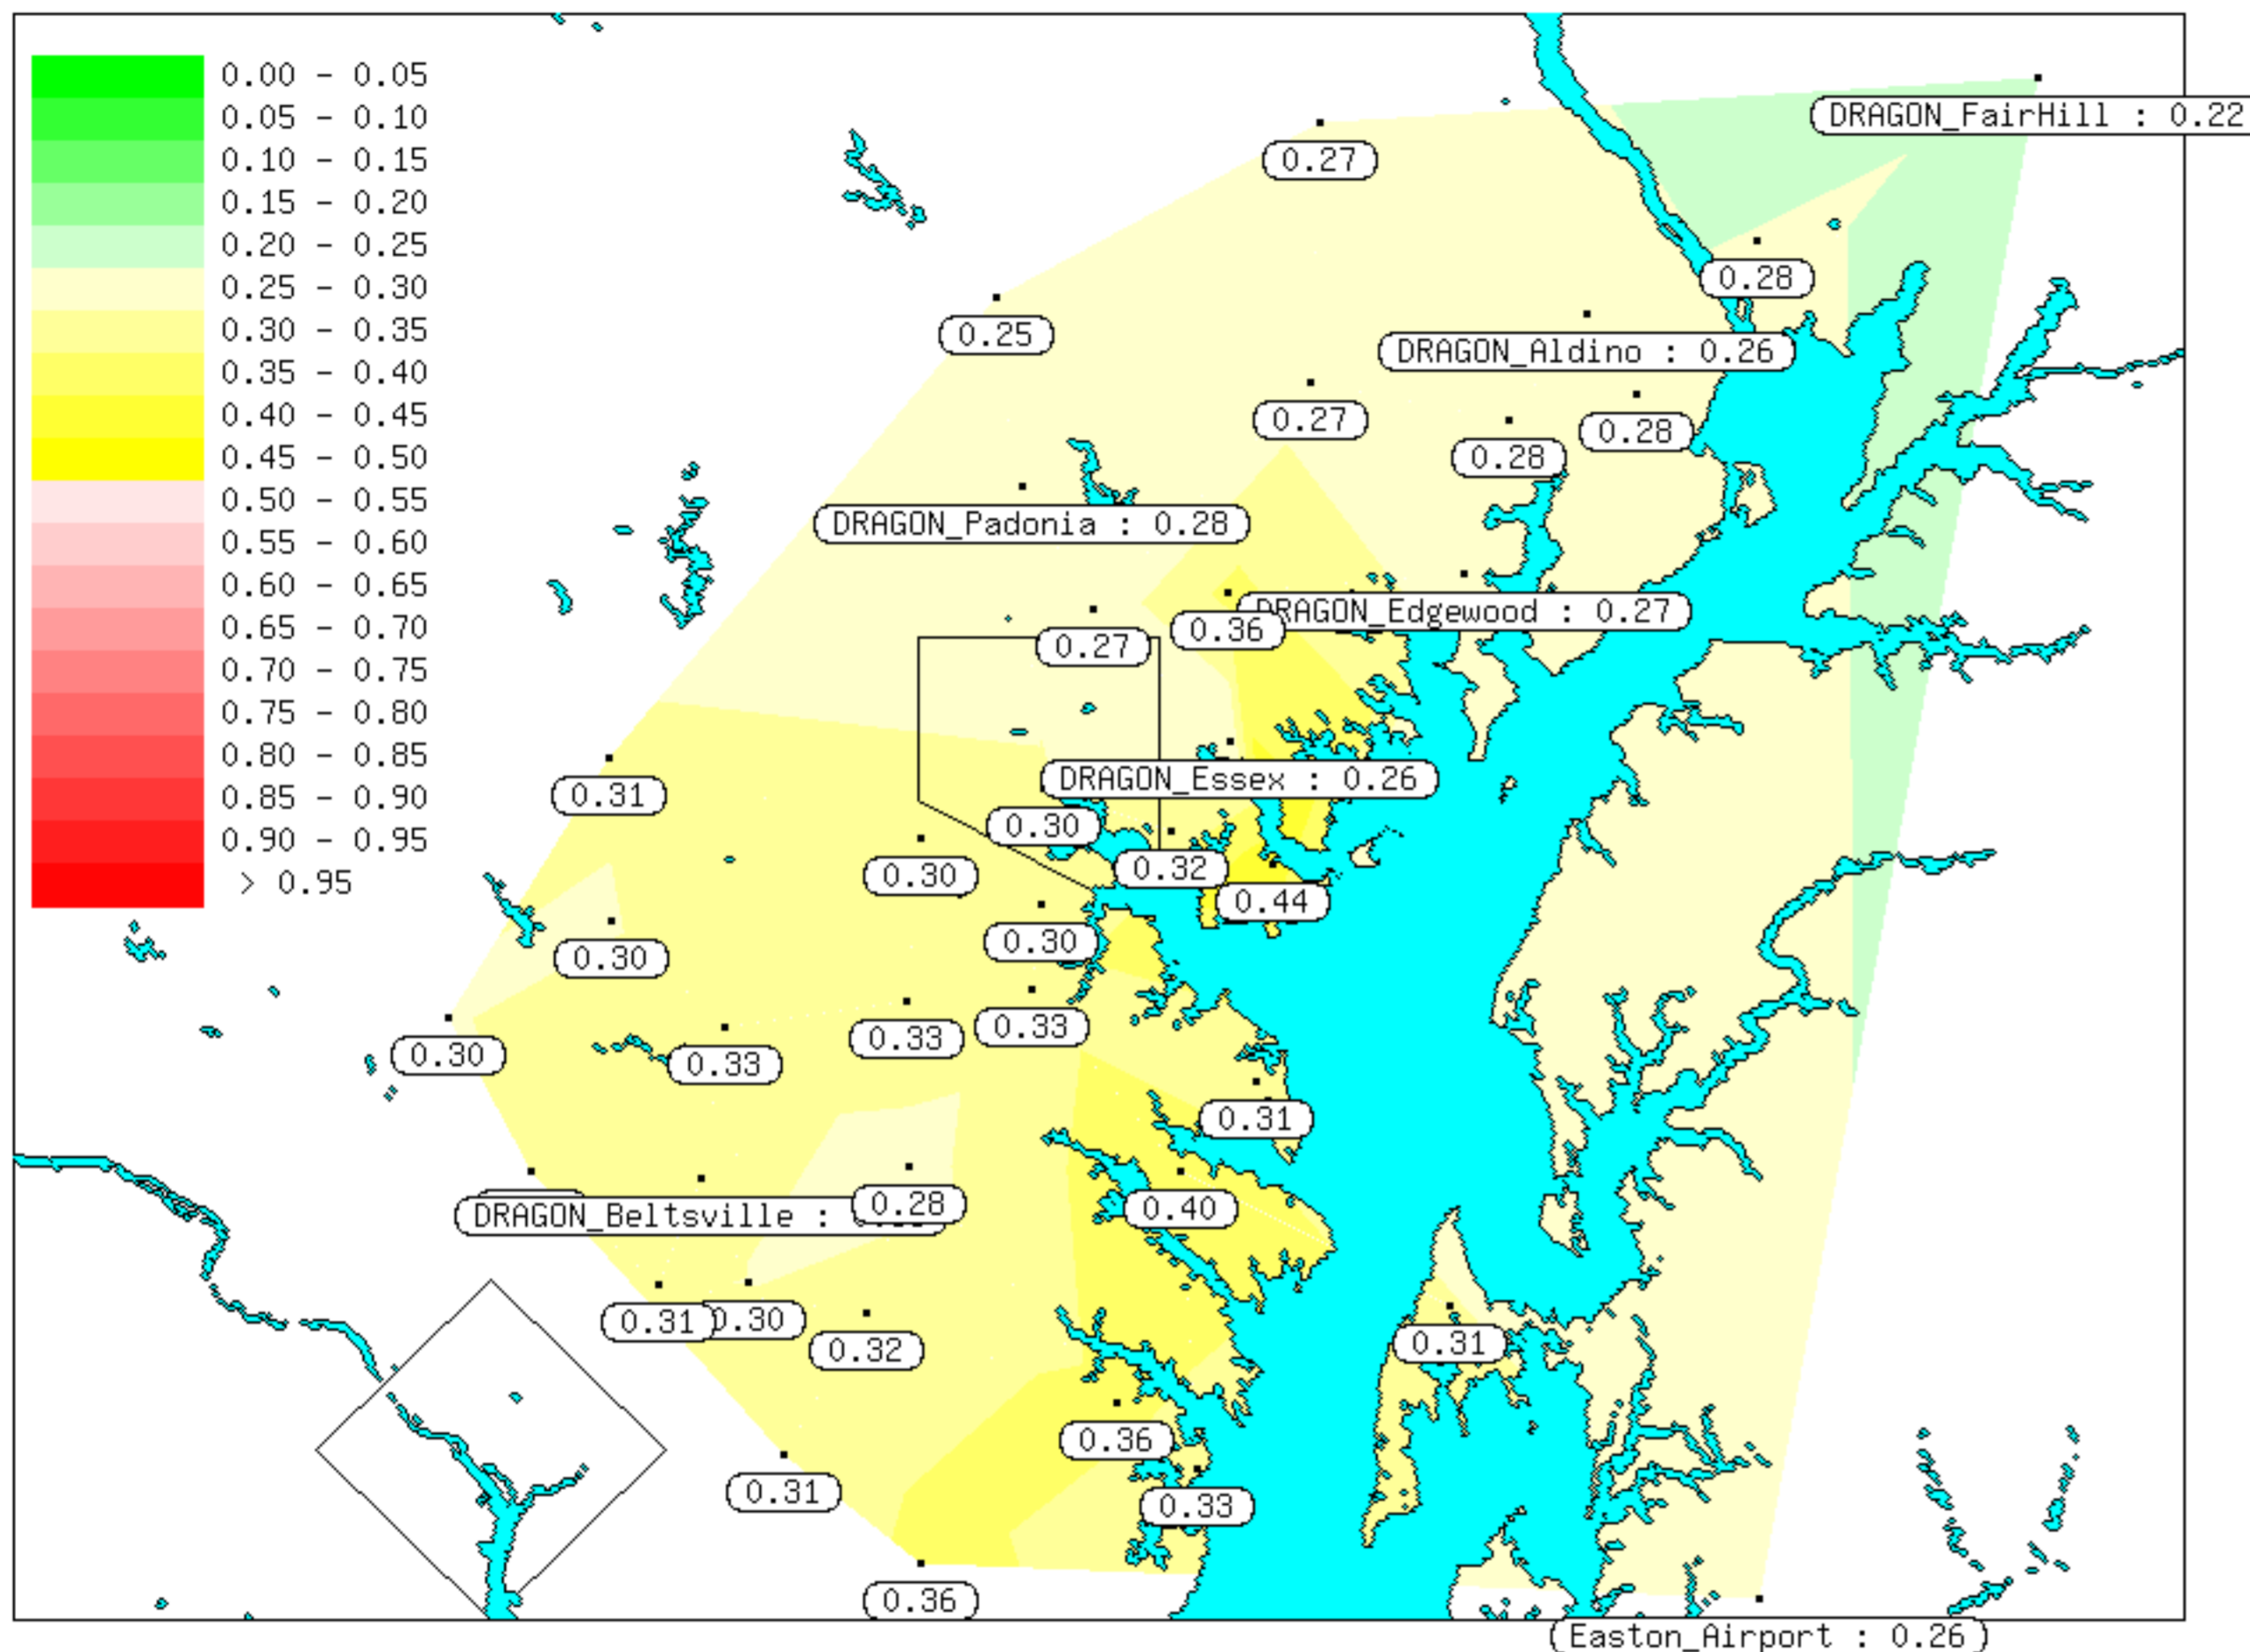 0.00 - 0.05
0.05 - 0.10
0.10 - 0.15
0.15 - 0.20
0.20 - 0.25
0.25 - 0.30
0.30 - 0.35
0.35 - 0.40
0.40 - 0.45
0.45 - 0.50
0.50 - 0.55
0.55 - 0.60
0.60 - 0.65
0.65 - 0.70
0.70 - 0.75
0.75 - 0.80
0.80 - 0.85
0.85 - 0.90
0.90 - 0.95
> 0.95
DRAGON_FairHill : 0.22
0.27
0.28
0.25
DRAGON_Aldino : 0.26
0.27
0.28
0.28
DRAGON_Padonia : 0.28
DRAGON_Edgewood : 0.27
0.36
0.27
DRAGON_Essex : 0.26
0.31
0.30
0.32
0.30
0.44
0.30
0.30
0.33
0.33
0.30
0.33
0.31
0.28
0.40
DRAGON_Beltsville :
0.31
0.30
0.31
0.32
0.36
0.31
0.33
0.36
Easton_Airport : 0.26